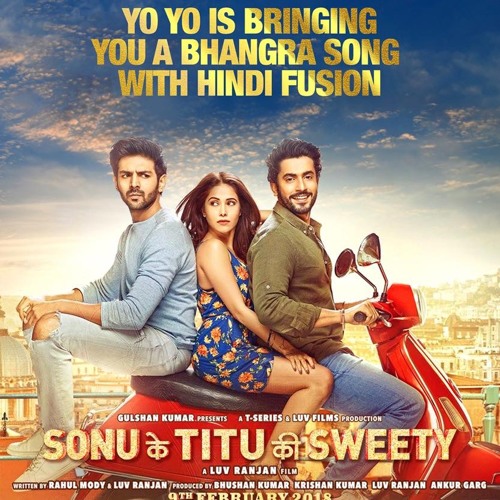 YO YO IS BRINGING
YOU A BHANGRA SONG
WITH HINDI FUSION
GULSHAN KUMAR PRESENTS A T-SERIES & LUV FILMS PRODUCTION
SONU के TITU की SWEETY
A LUV RANJAN FILM
WRITTEN BY RAHUL MODY & LUV RANJAN PRODUCED BY BHUSHAN KUMAR KRISHAN KUMAR LUV RANJAN ANKUR GARG
9TH FEBRUARY 2018